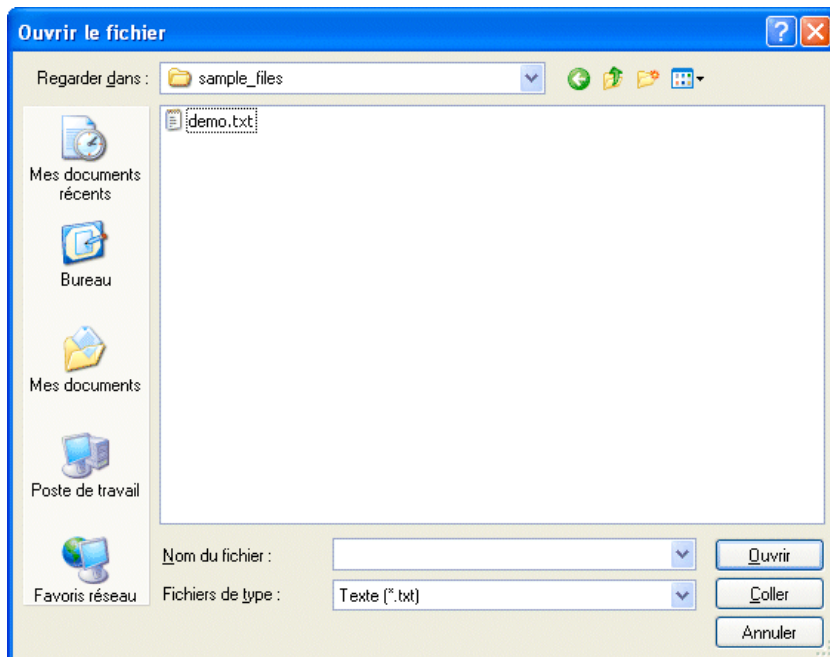 Ouvrir le fichier
Regarder dans :
sample_files
demo.txt
Mes documents
récents
Bureau
Mes documents
Poste de travail
Favoris réseau
Nom du fichier :
Ouvrir
Fichiers de type :
Texte (*.txt)
Coller
Annuler